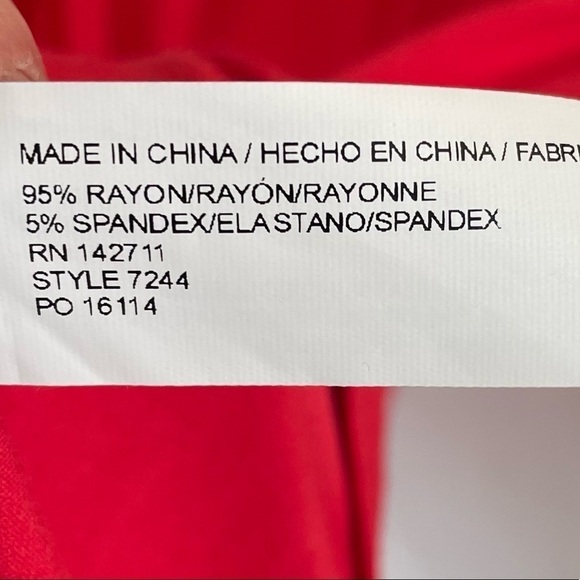 MADE IN CHINA / HECHO EN CHINA / FABRI
95% RAYON/RAYÓN/RAYONNE
5% SPANDEX/ELASTANO/SPANDEX
RN 142711
STYLE 7244
PO 16114